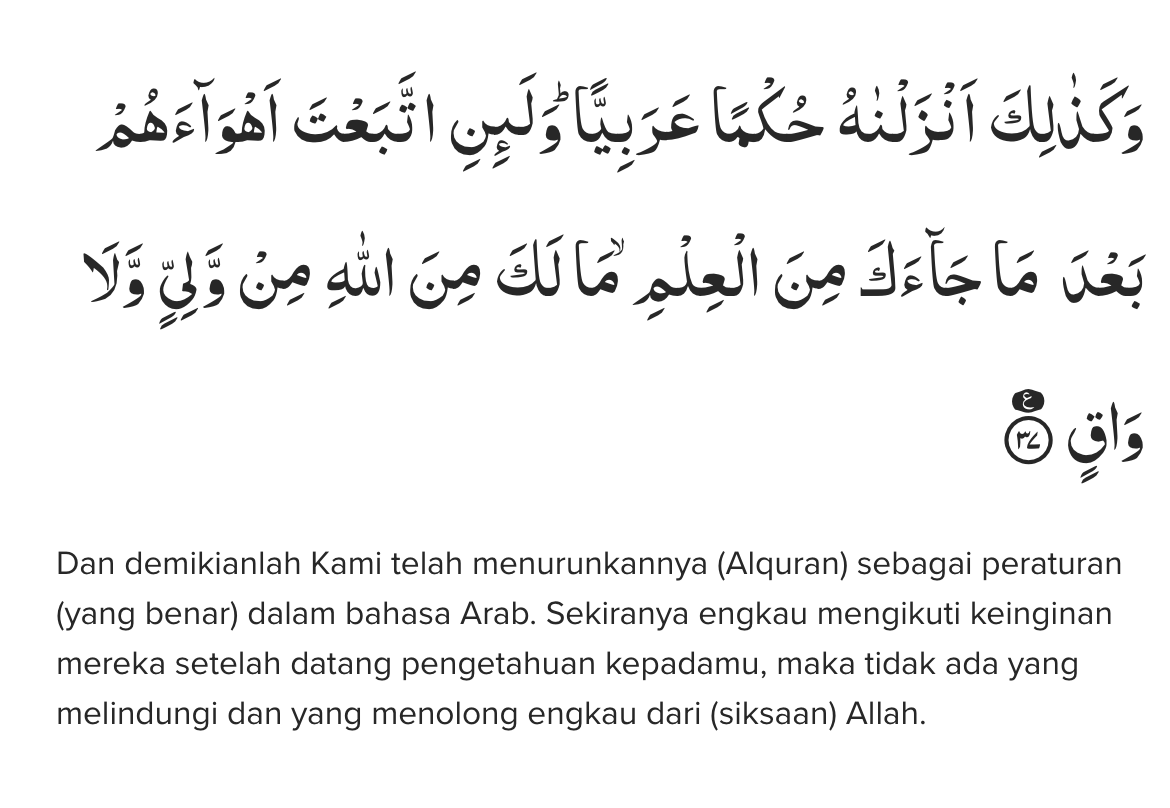 وَكَذٰلِكَ اَنْزَلْنٰهُ حُكْمًا عَرَبِيًّاۗ وَلَىِٕنِ اتَّبَعْتَ اَهْوَاۤءَهُمْ
بَعْدَ مَا جَاۤءَكَ مِنَ الْعِلْمِۙ مَا لَكَ مِنَ اللّٰهِ مِنْ وَّلِيٍّ وَّلَا
وَاقٍ ࣖ ٣٧
Dan demikianlah Kami telah menurunkannya (Alquran) sebagai peraturan
(yang benar) dalam bahasa Arab. Sekiranya engkau mengikuti keinginan
mereka setelah datang pengetahuan kepadamu, maka tidak ada yang
melindungi dan yang menolong engkau dari (siksaan) Allah.